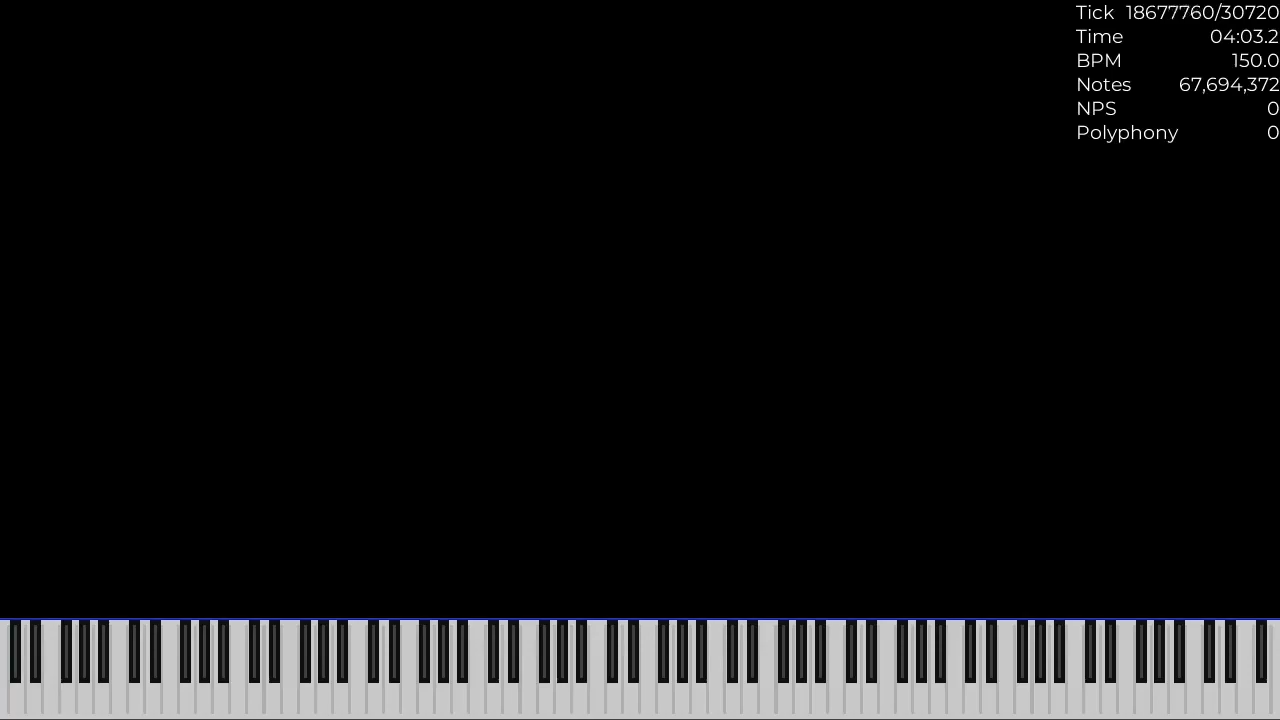 Tick 18677760/30720
Time 04:03.2
BPM 150.0
Notes 67,694,372
NPS 0
Polyphony 0